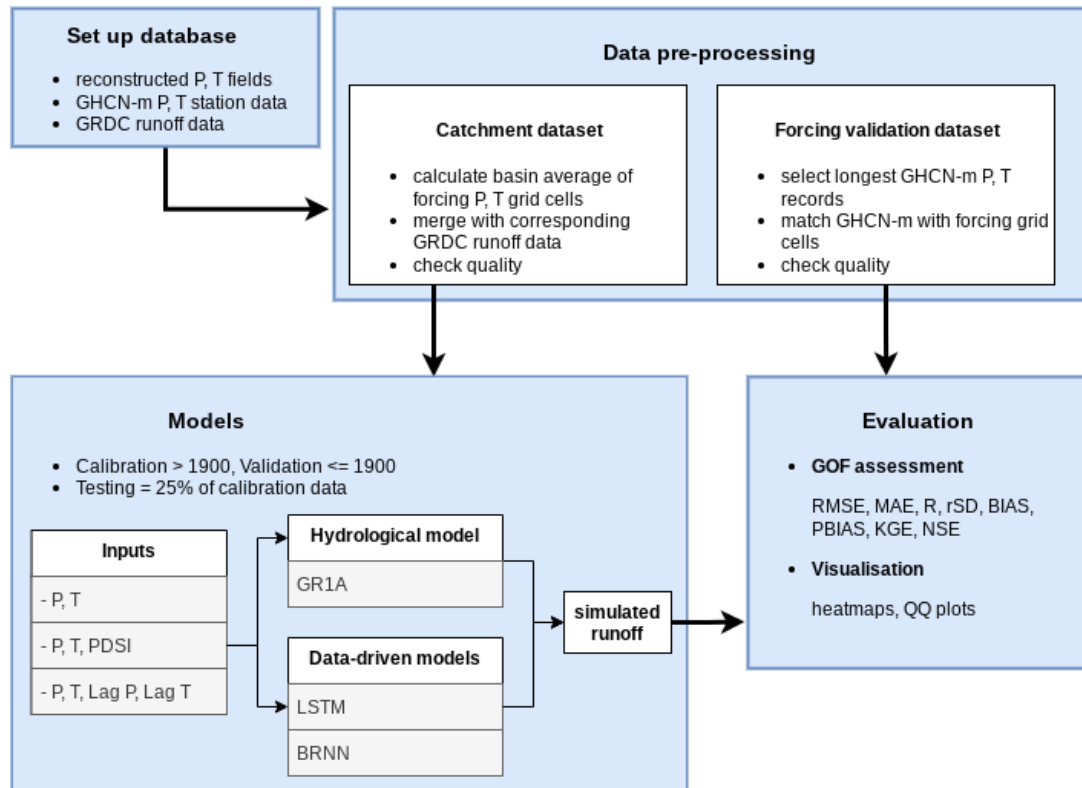 Set up database
• reconstructed P, T fields
• GHCN-m P, T station data
• GRDC runoff data
Data pre-processing
Catchment dataset
• calculate basin average of
forcing P, T grid cells
• merge with corresponding
GRDC runoff data
• check quality
Forcing validation dataset
• select longest GHCN-m P, T
records
• match GHCN-m with forcing grid
cells
• check quality
Models
• Calibration > 1900, Validation <= 1900
• Testing = 25% of calibration data
Inputs
- P, T
- P, T, PDSI
- P, T, Lag P, Lag T
Hydrological model
GR1A
Data-driven models
LSTM
BRNN
simulated
runoff
Evaluation
• GOF assessment
RMSE, MAE, R, rSD, BIAS,
PBIAS, KGE, NSE
• Visualisation
heatmaps, QQ plots